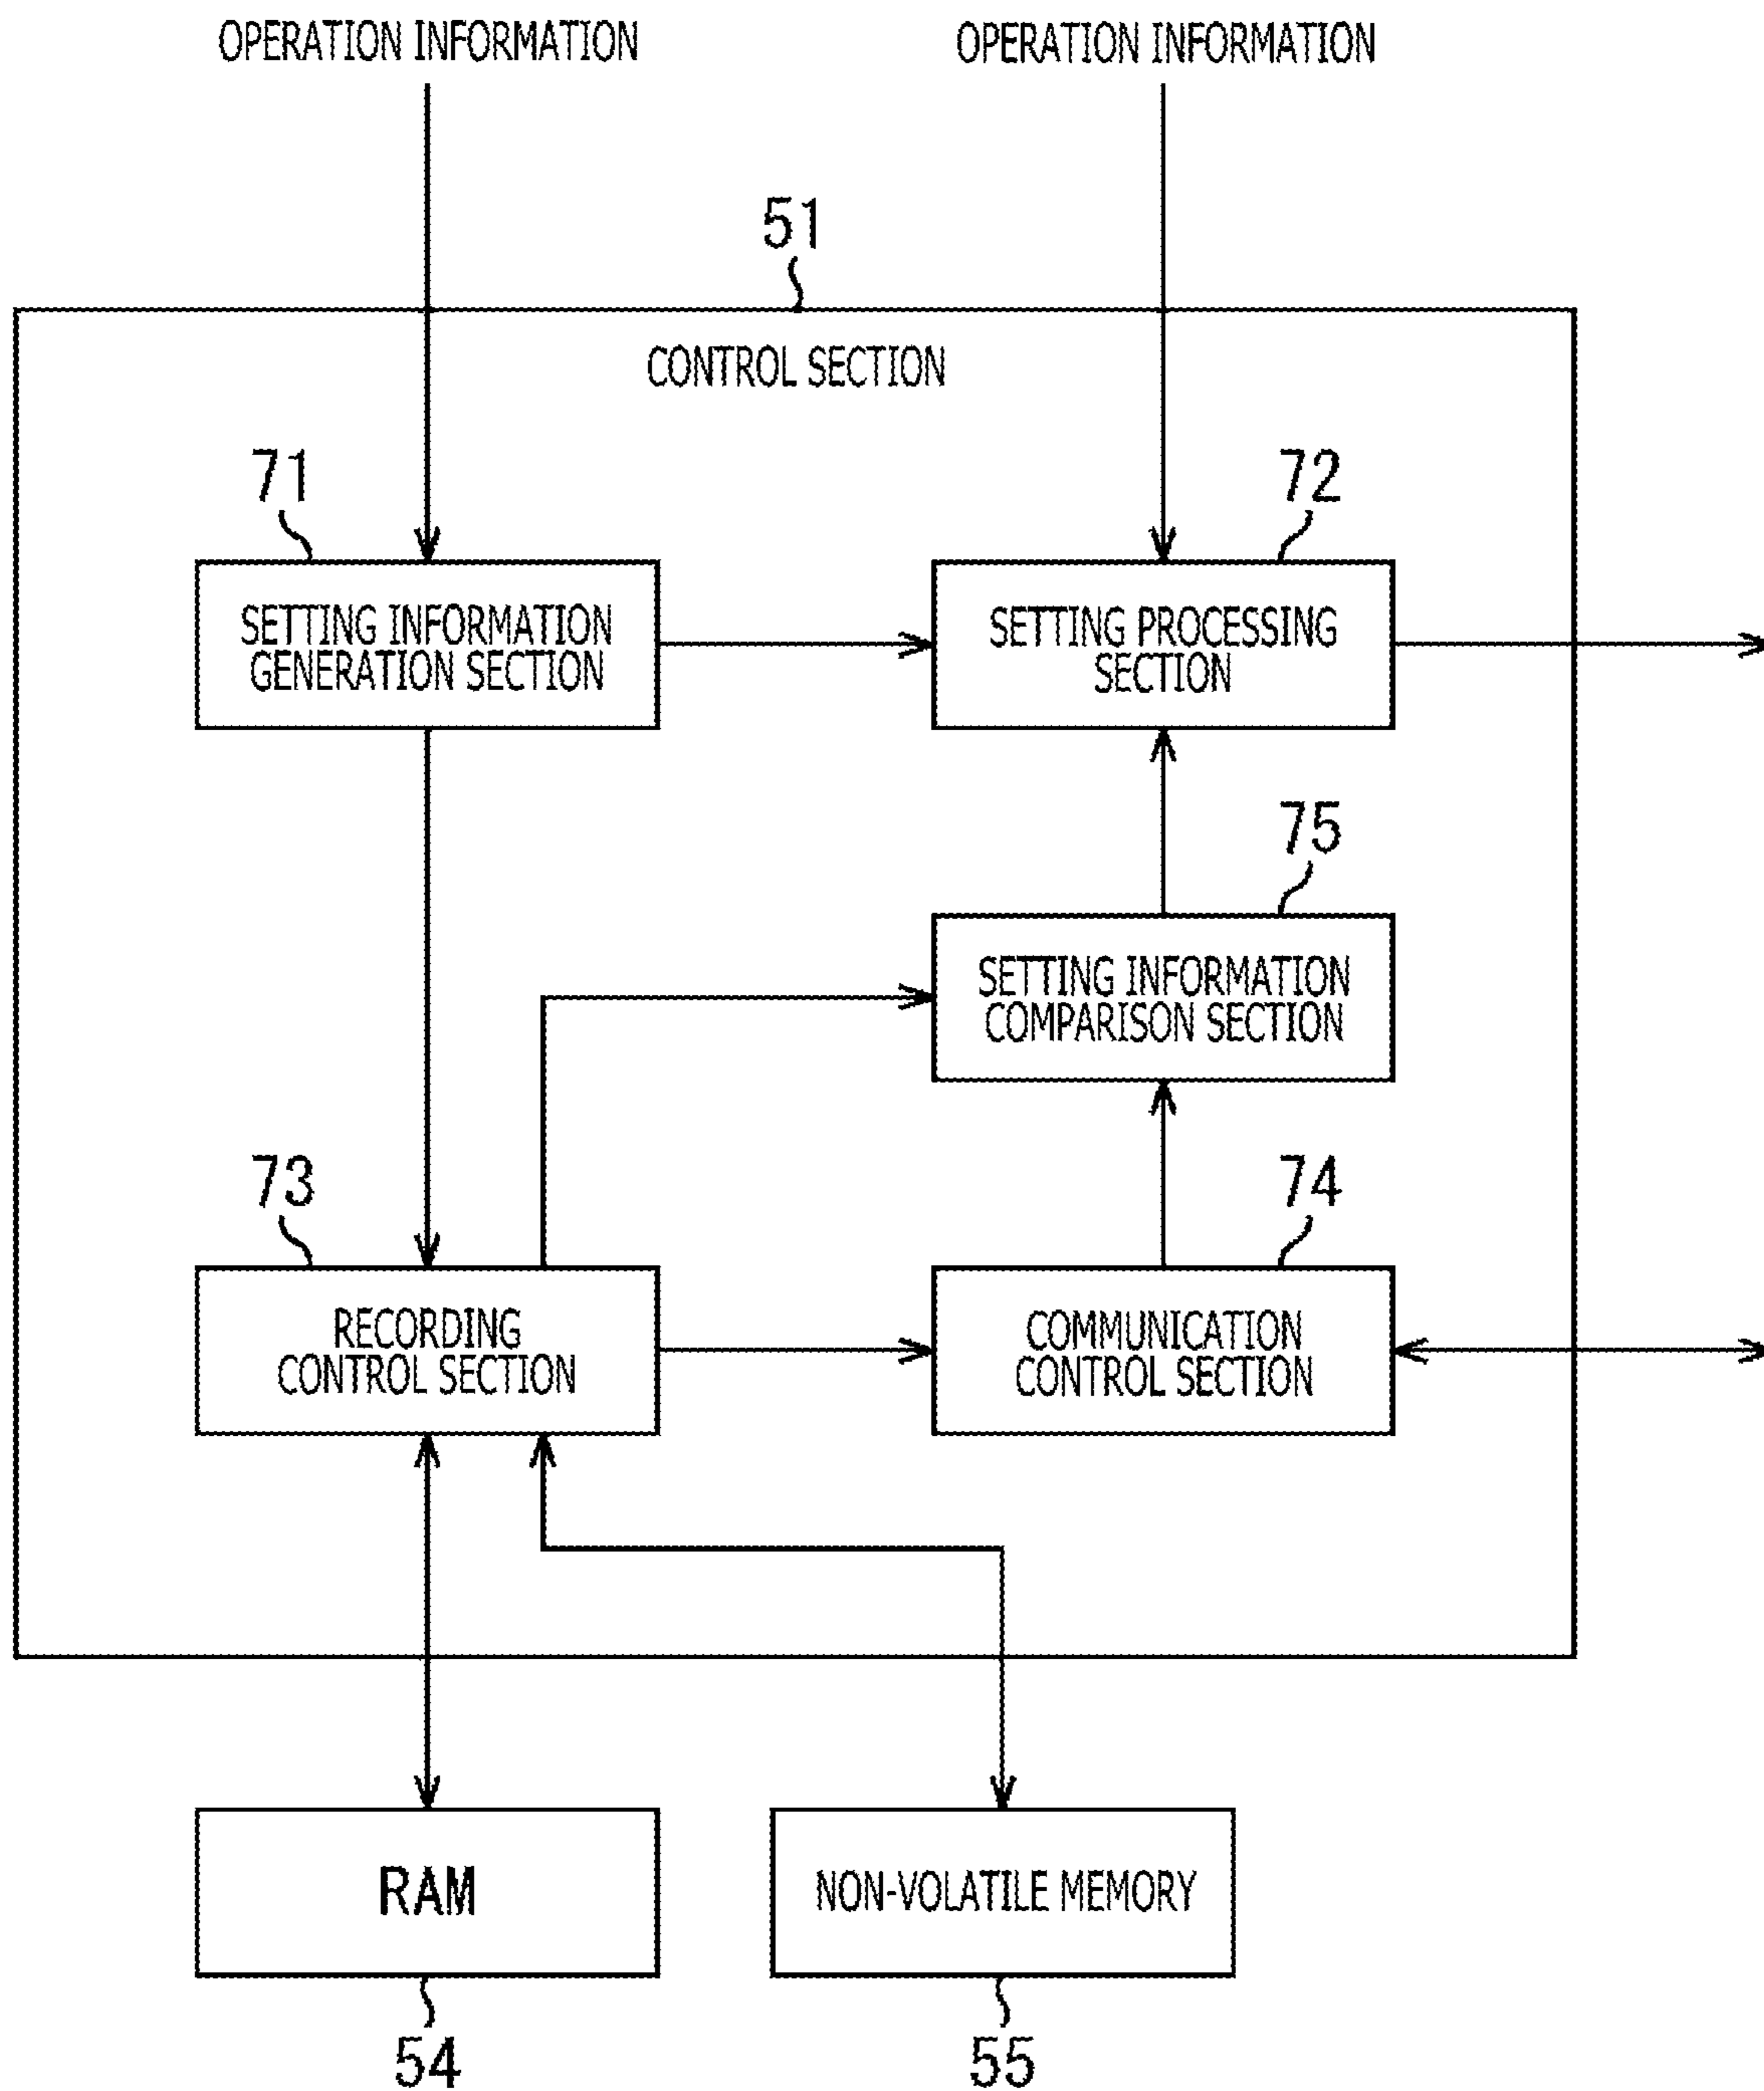 OPERATION INFORMATION
OPERATION INFORMATION
51
CONTROL SECTION
71
72
SETTING INFORMATION
GENERATION SECTION
SETTING PROCESSING
SECTION
75
SETTING INFORMATION
COMPARISON SECTION
73
74
RECORDING
CONTROL SECTION
COMMUNICATION
CONTROL SECTION
RAM
NON-VOLATILE MEMORY
54
55